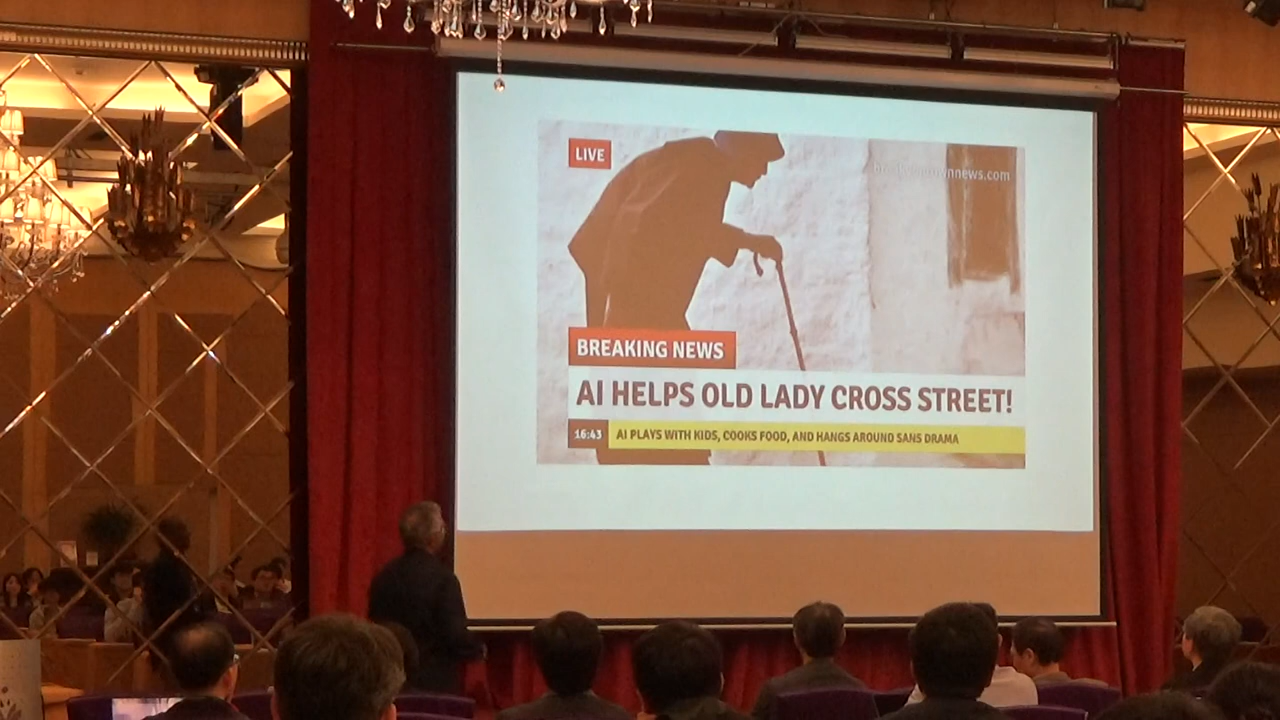 LIVE
BREAKING NEWS
AI HELPS OLD LADY CROSS STREET!
16:43 AI PLAYS WITH KIDS, COOKS FOOD, AND HANGS AROUND SANS DRAMA